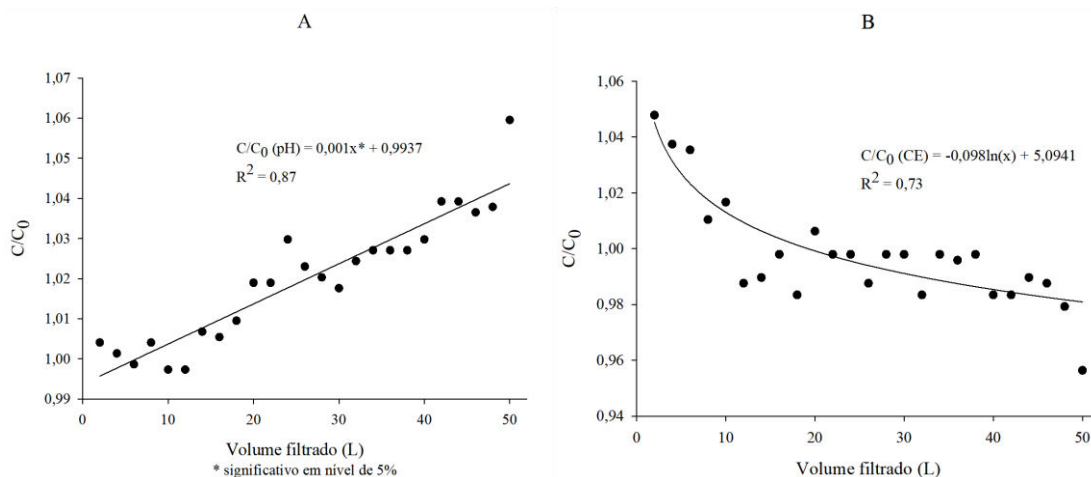 A
1,07
1,06
1,05
1,04
1,03
1,02
1,01
1,00
0,99
C/C0
C/C0 (pH) = 0,001x* + 0,9937
R2 = 0,87
0
10
20
30
40
50
Volume filtrado (L)
* significativo em nível de 5%
B
1,06
1,04
1,02
1,00
0,98
0,96
0,94
C/C0
C/C0 (CE) = -0,098ln(x) + 5,0941
R2 = 0,73
0
10
20
30
40
50
Volume filtrado (L)